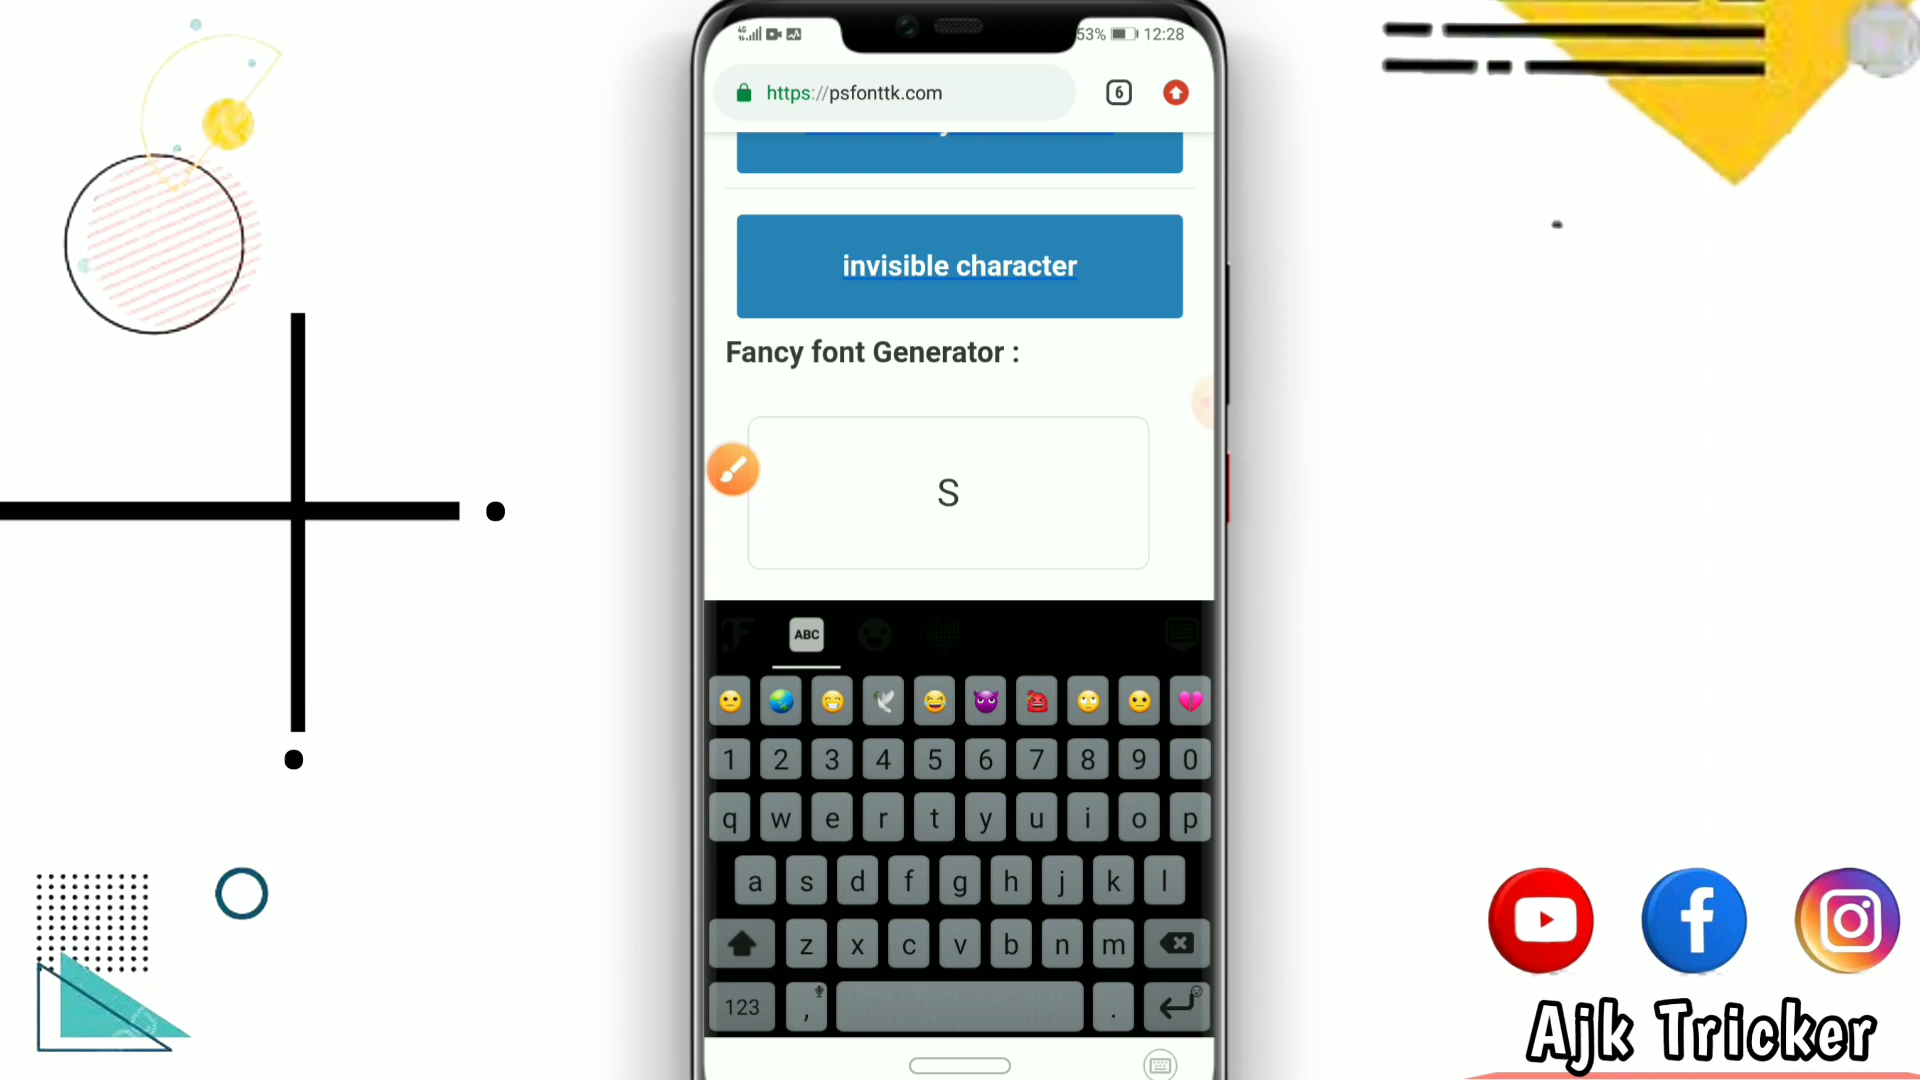 53% 12:28
https://psfonttk.com 6
invisible character
Fancy font Generator :
S
ABC
1 2 3 4 5 6 7 8 9 0
q w e r t y u i o p
a s d f g h j k l
z x c v b n m
123 , .
Ajk Tricker